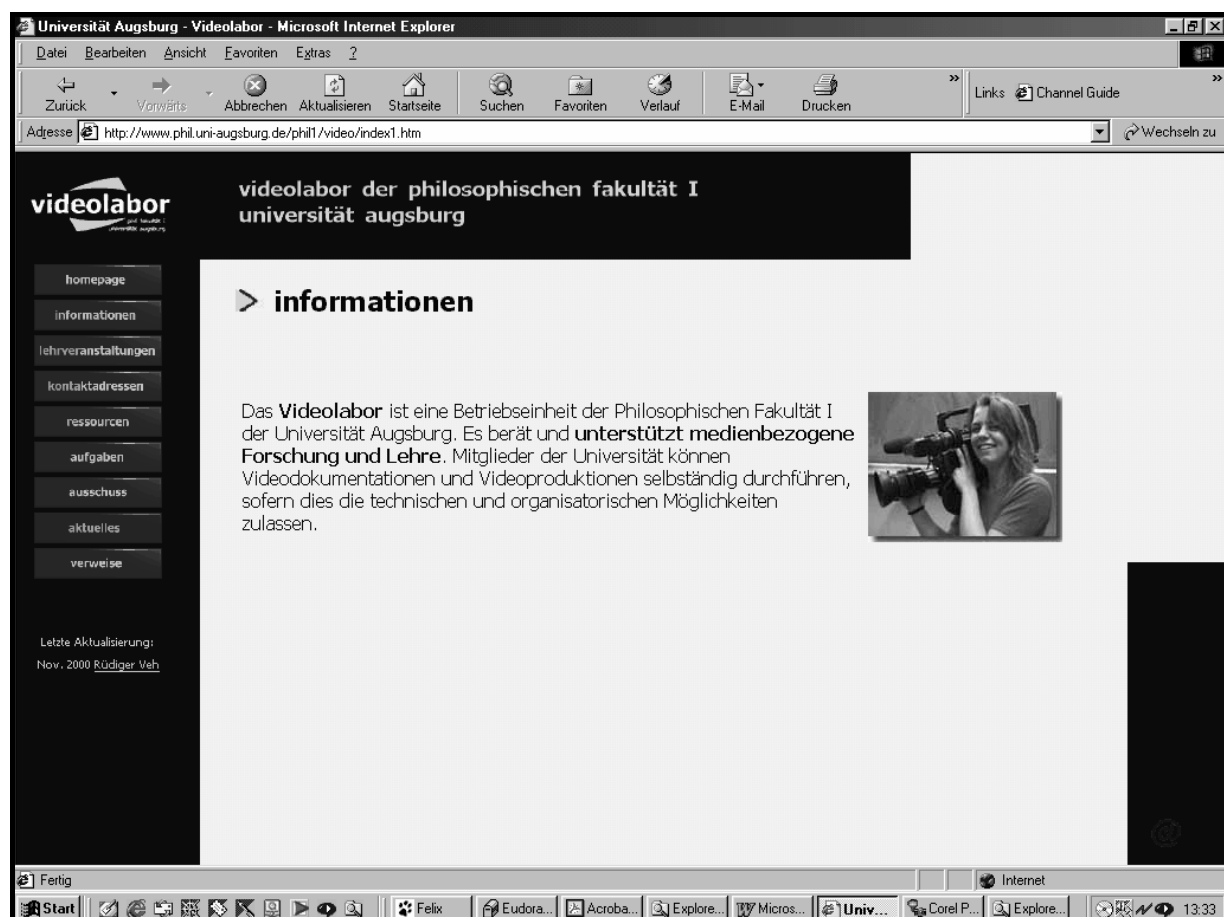 Universität Augsburg - Videolabor - Microsoft Internet Explorer
Datei Bearbeiten Ansicht Favoriten Extras ?
Zurück Vorwärts Abbrechen Aktualisieren Startseite Suchen Favoriten Verlauf E-Mail Drucken » Links Channel Guide »
Adresse http://www.phil.uni-augsburg.de/phil1/video/index1.htm Wechseln zu
videolabor
videolabor der philosophischen fakultät I
universität augsburg
homepage
informationen
lehrveranstaltungen
kontaktadressen
ressourcen
aufgaben
ausschuss
aktuelles
verweise
Letzte Aktualisierung:
Nov. 2000 Rüdiger Veh
> informationen
Das Videolabor ist eine Betriebseinheit der Philosophischen Fakultät I
der Universität Augsburg. Es berät und unterstützt medienbezogene
Forschung und Lehre. Mitglieder der Universität können
Videodokumentationen und Videoproduktionen selbständig durchführen,
sofern dies die technischen und organisatorischen Möglichkeiten
zulassen.
@
Fertig Internet
Start Felix Eudora... Acroba... Explore... Micros... Univ... Corel P... Explore... 13:33